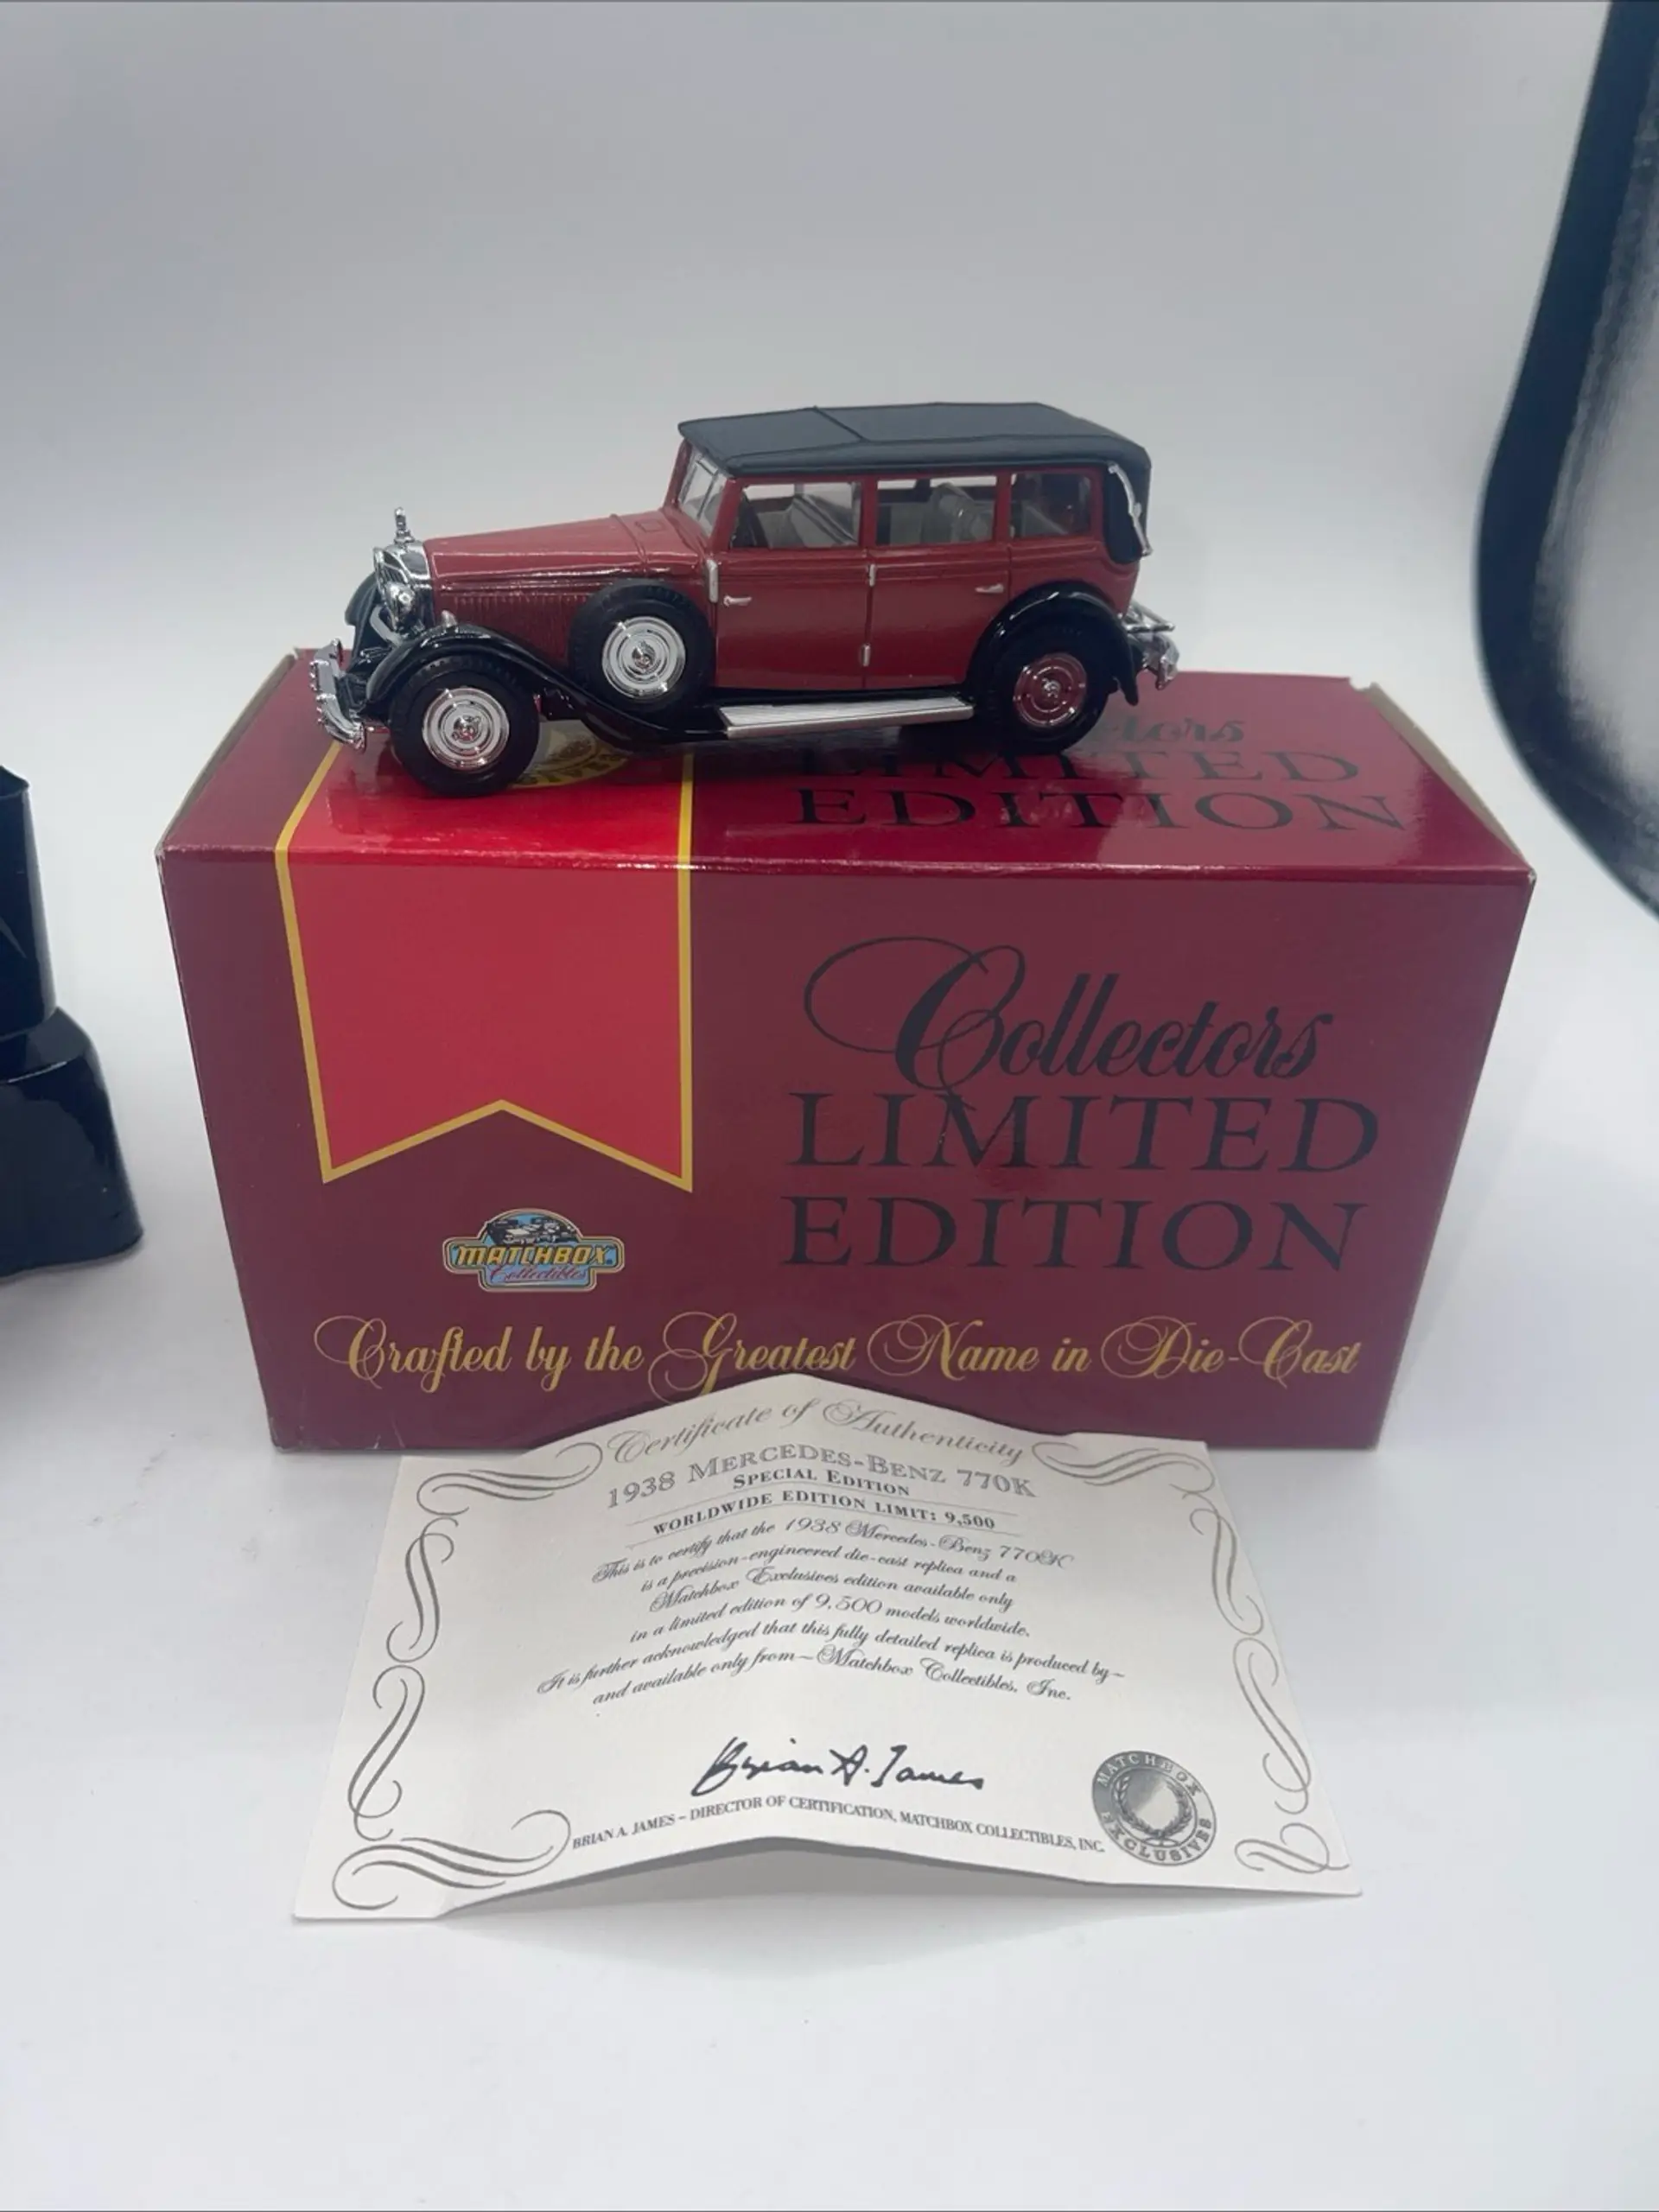 LIMITED
EDITION
Collectors
LIMITED
EDITION
MATCHBOX
Collectibles
Crafted by the Greatest Name in Die-Cast
Certificate of Authenticity
1938 MERCEDES-BENZ 770K
SPECIAL EDITION
WORLDWIDE EDITION LIMIT: 9,500
This is to certify that the 1938 Mercedes-Benz 770K
is a precision-engineered die-cast replica and a
Matchbox Exclusives edition available only
in a limited edition of 9,500 models worldwide.
It is further acknowledged that this fully detailed replica is produced by–
and available only from–Matchbox Collectibles, Inc.
Brian A. James
BRIAN A. JAMES – DIRECTOR OF CERTIFICATION, MATCHBOX COLLECTIBLES, INC.
MATCHBOX
EXCLUSIVES